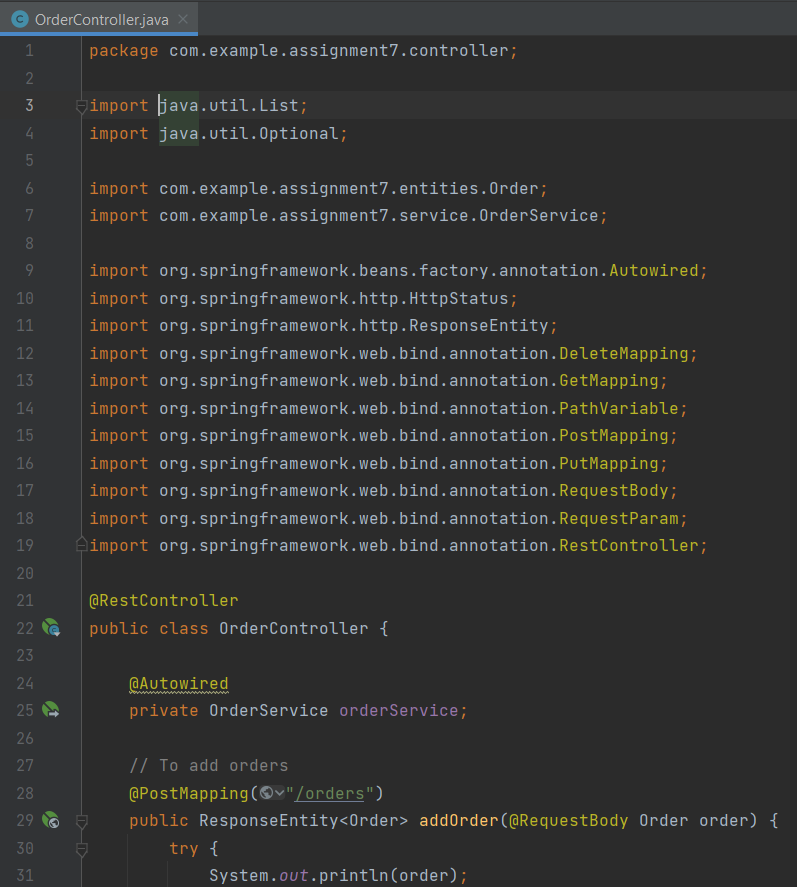 OrderController.java
1 package com.example.assignment7.controller;
2
3 import java.util.List;
4 import java.util.Optional;
5
6 import com.example.assignment7.entities.Order;
7 import com.example.assignment7.service.OrderService;
8
9 import org.springframework.beans.factory.annotation.Autowired;
10 import org.springframework.http.HttpStatus;
11 import org.springframework.http.ResponseEntity;
12 import org.springframework.web.bind.annotation.DeleteMapping;
13 import org.springframework.web.bind.annotation.GetMapping;
14 import org.springframework.web.bind.annotation.PathVariable;
15 import org.springframework.web.bind.annotation.PostMapping;
16 import org.springframework.web.bind.annotation.PutMapping;
17 import org.springframework.web.bind.annotation.RequestBody;
18 import org.springframework.web.bind.annotation.RequestParam;
19 import org.springframework.web.bind.annotation.RestController;
20
21 @RestController
22 public class OrderController {
23
24 @Autowired
25 private OrderService orderService;
26
27 // To add orders
28 @PostMapping("/orders")
29 public ResponseEntity<Order> addOrder(@RequestBody Order order) {
30 try {
31 System.out.println(order);